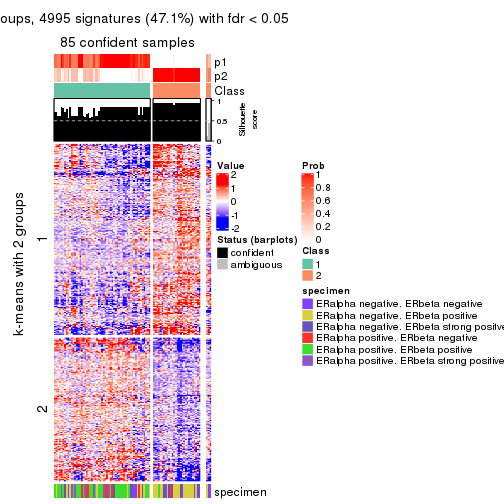 oups, 4995 signatures (47.1%) with fdr < 0.05
85 confident samples
p1
p2
Class
1
0.5
0
Silhouette
score
k-means with 2 groups
1
2
Value
2
1
0
-1
-2
Status (barplots)
confident
ambiguous
Prob
1
0.8
0.6
0.4
0.2
0
Class
1
2
specimen
ERalpha negative. ERbeta negative
ERalpha negative. ERbeta positive
ERalpha negative. ERbeta strong positive
ERalpha positive. ERbeta negative
ERalpha positive. ERbeta positive
ERalpha positive. ERbeta strong positive
specimen